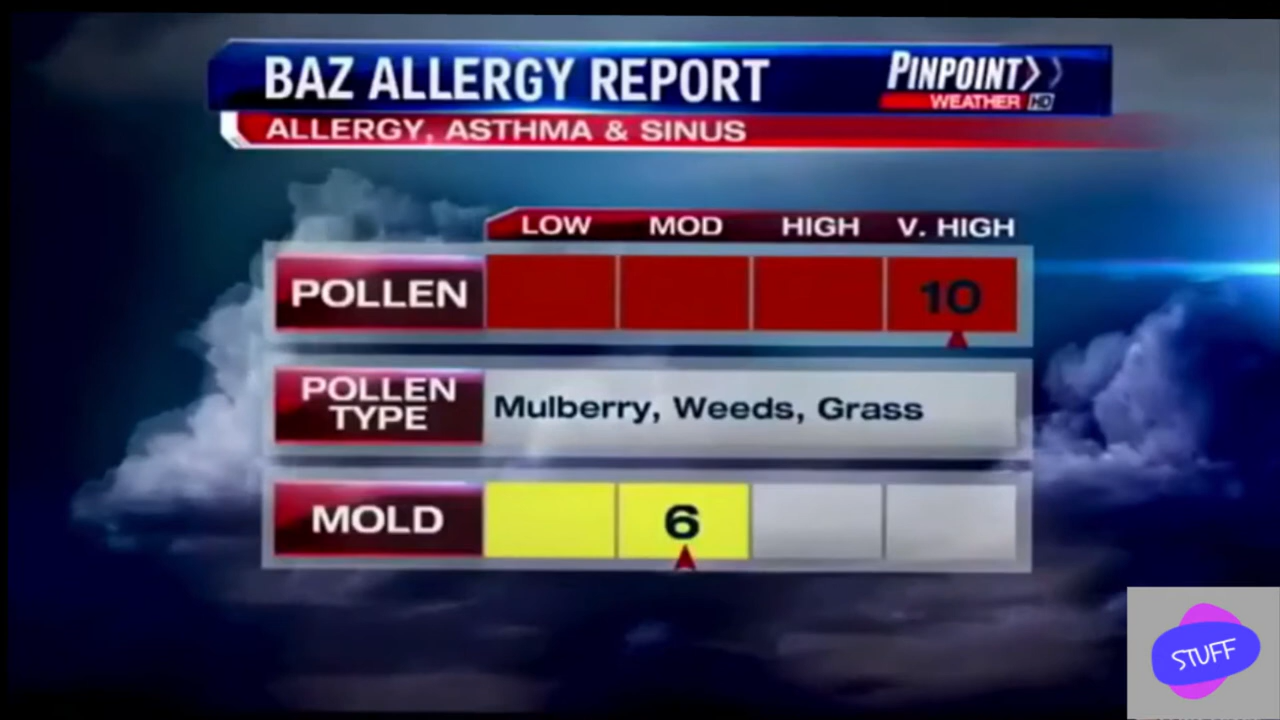 BAZ ALLERGY REPORT
PINPOINT
WEATHER HD
ALLERGY, ASTHMA & SINUS
LOW MOD HIGH V. HIGH
POLLEN 10
POLLEN
TYPE
Mulberry, Weeds, Grass
MOLD 6
STUFF